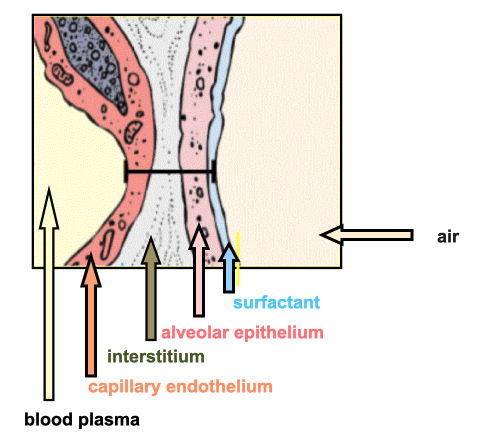 air
surfactant
alveolar epithelium
interstitium
capillary endothelium
blood plasma